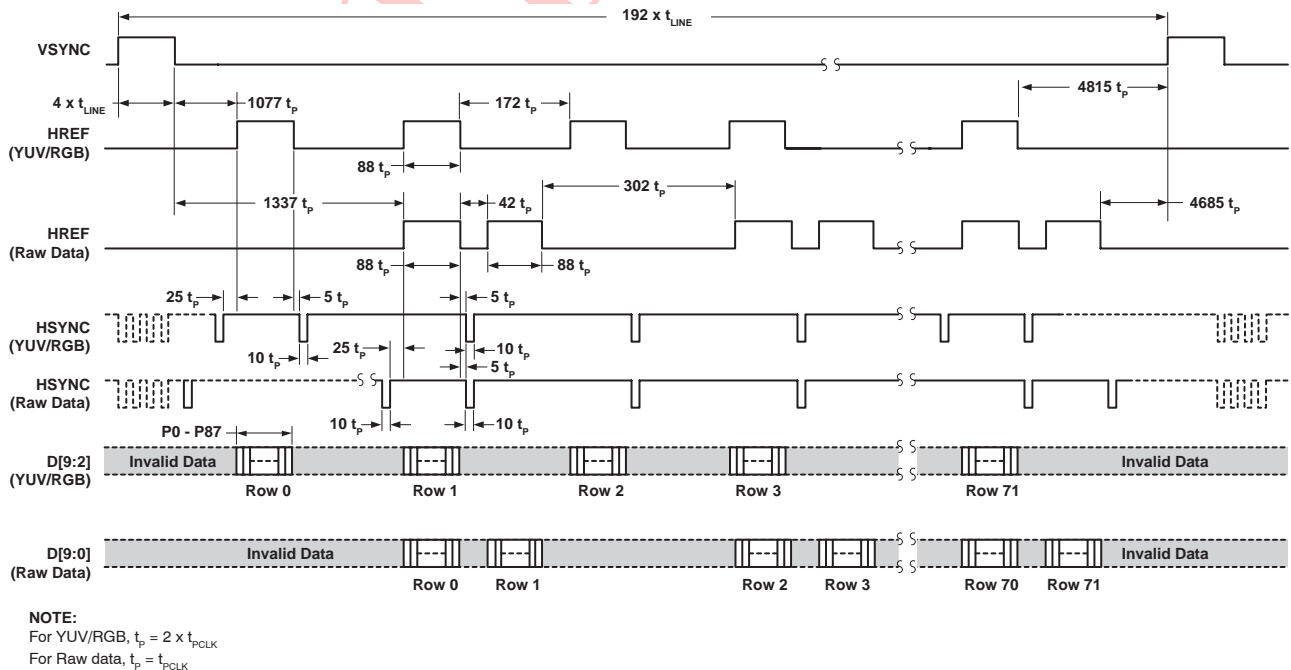 192 x tLINE
VSYNC
4 x tLINE
1077 tP
172 tP
4815 tP
HREF
(YUV/RGB)
88 tP
1337 tP
42 tP
302 tP
4685 tP
HREF
(Raw Data)
88 tP
88 tP
25 tP
5 tP
5 tP
HSYNC
(YUV/RGB)
10 tP
25 tP
10 tP
5 tP
HSYNC
(Raw Data)
10 tP
10 tP
P0 - P87
D[9:2]
(YUV/RGB)
Invalid Data
Invalid Data
Row 0
Row 1
Row 2
Row 3
Row 71
D[9:0]
(Raw Data)
Invalid Data
Invalid Data
Row 0
Row 1
Row 2
Row 3
Row 70
Row 71
NOTE:
For YUV/RGB, tP = 2 x tPCLK
For Raw data, tP = tPCLK